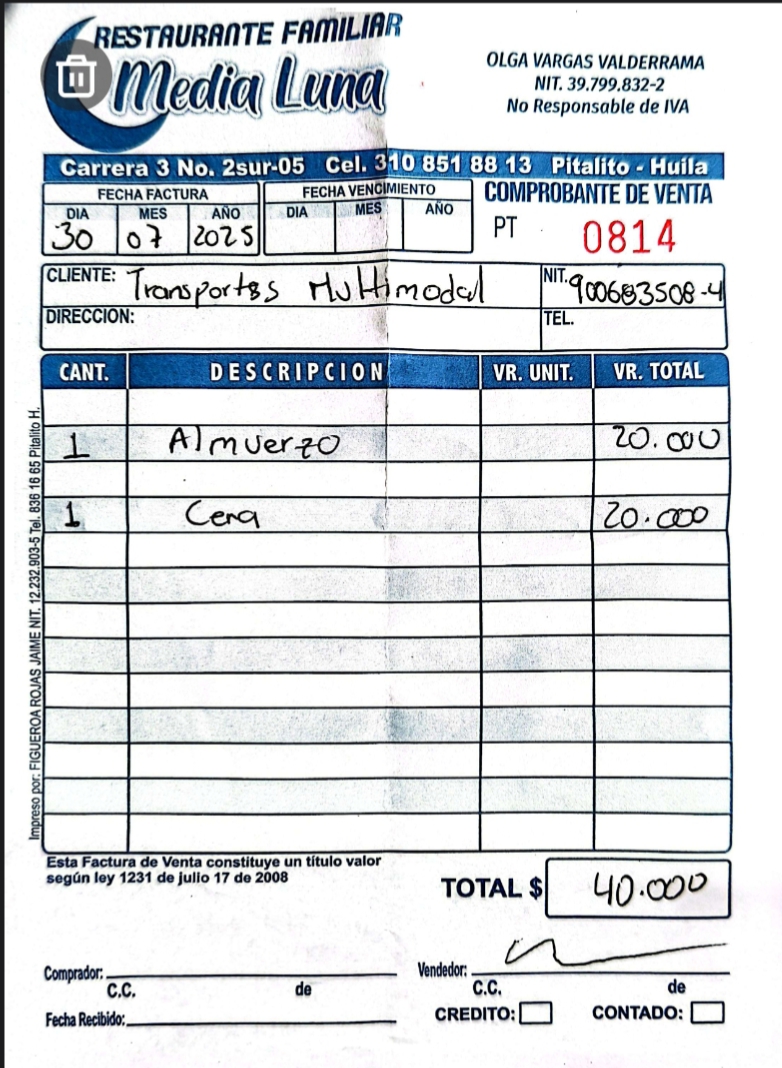 RESTAURANTE FAMILIAR
Media Luna
OLGA VARGAS VALDERRAMA
NIT. 39.799.832-2
No Responsable de IVA
Carrera 3 No. 2sur-05 Cel. 310 851 88 13 Pitalito - Huila
FECHA FACTURA FECHA VENCIMIENTO COMPROBANTE DE VENTA
DIA MES AÑO DIA MES AÑO
30 07 2025 PT 0814
CLIENTE: Transportes Multimodal NIT. 900683508-4
DIRECCION: TEL.
CANT. DESCRIPCION VR. UNIT. VR. TOTAL
1 Almuerzo 20.000
1 Cena 20.000
Impreso por: FIGUEROA ROJAS JAIME NIT. 12.232.903-5 Tel. 836 16 65 Pitalito H.
Esta Factura de Venta constituye un título valor
según ley 1231 de julio 17 de 2008
TOTAL $ 40.000
Comprador: Vendedor:
C.C. de C.C. de
Fecha Recibido: CREDITO: CONTADO: